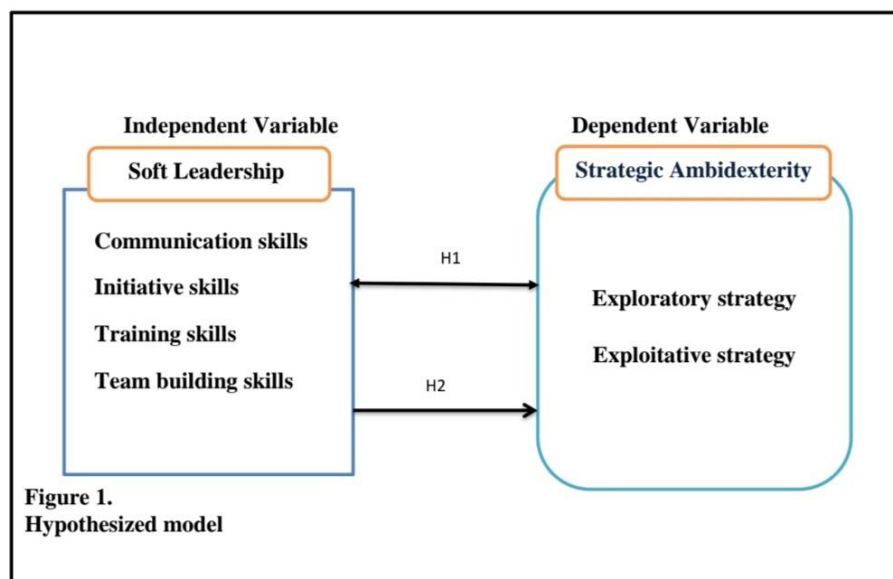 Independent Variable
Dependent Variable
Soft Leadership
Strategic Ambidexterity
Communication skills
Initiative skills
Training skills
Team building skills
H1
H2
Exploratory strategy
Exploitative strategy
Figure 1.
Hypothesized model